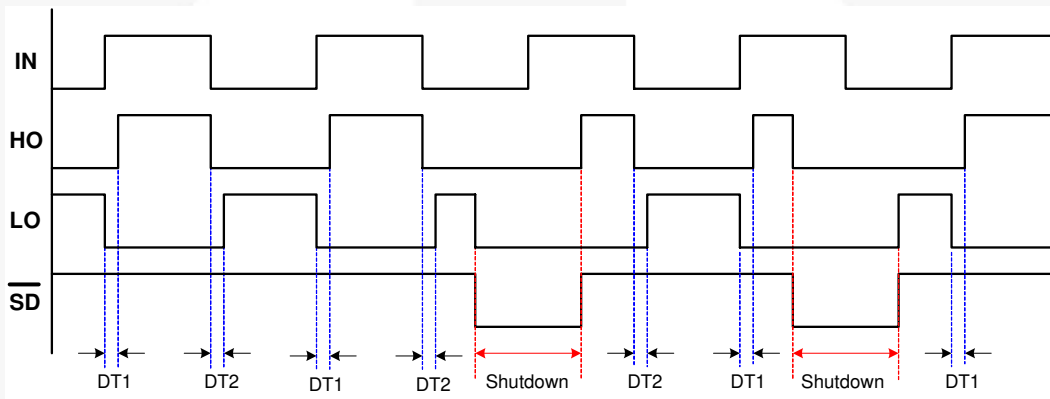 IN
HO
LO
SD
DT1 DT2 DT1 DT2 Shutdown DT2 DT1 Shutdown DT1